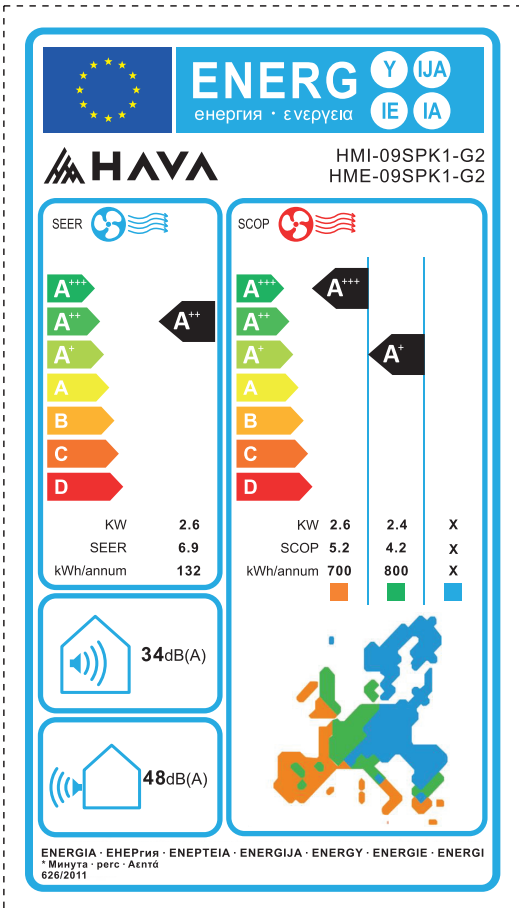 ENERG
енергия · ενεργεια
Y
IJA
IE
IA
HAVA
HMI-09SPK1-G2
HME-09SPK1-G2
SEER
A+++
A++
A+
A
B
C
D
A++
KW 2.6
SEER 6.9
kWh/annum 132
SCOP
A+++
A++
A+
A
B
C
D
A+++
A+
KW 2.6 2.4 X
SCOP 5.2 4.2 X
kWh/annum 700 800 X
34dB(A)
48dB(A)
ENERGIA · ЕНЕРгия · ΕΝΕΡΤΕΙΑ · ENERGIJA · ENERGY · ENERGIE · ENERGI
* Минута · perc · Λεπτά
626/2011